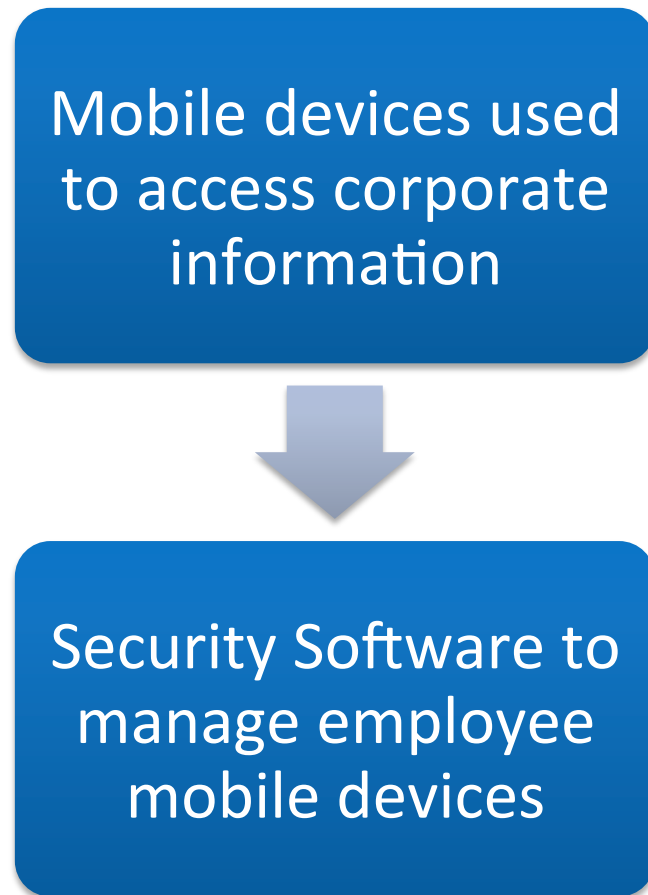 Mobile devices used
to access corporate
information
Security Software to
manage employee
mobile devices